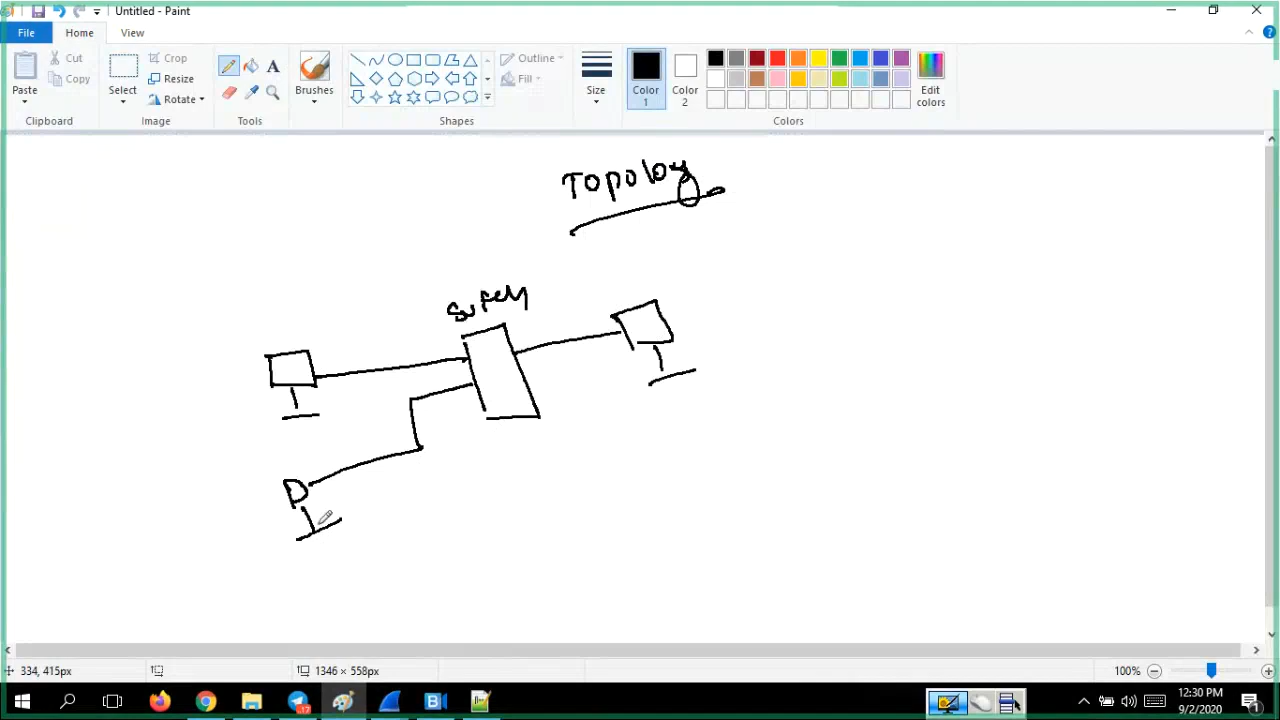 Untitled - Paint
File Home View
Cut
Copy
Paste
Clipboard
Crop
Resize
Rotate
Select
Image
Tools
Brushes
Outline
Fill
Shapes
Size
Color 1
Color 2
Edit colors
Colors
Topology
334, 415px
1346 × 558px
100%
12:30 PM
9/2/2020